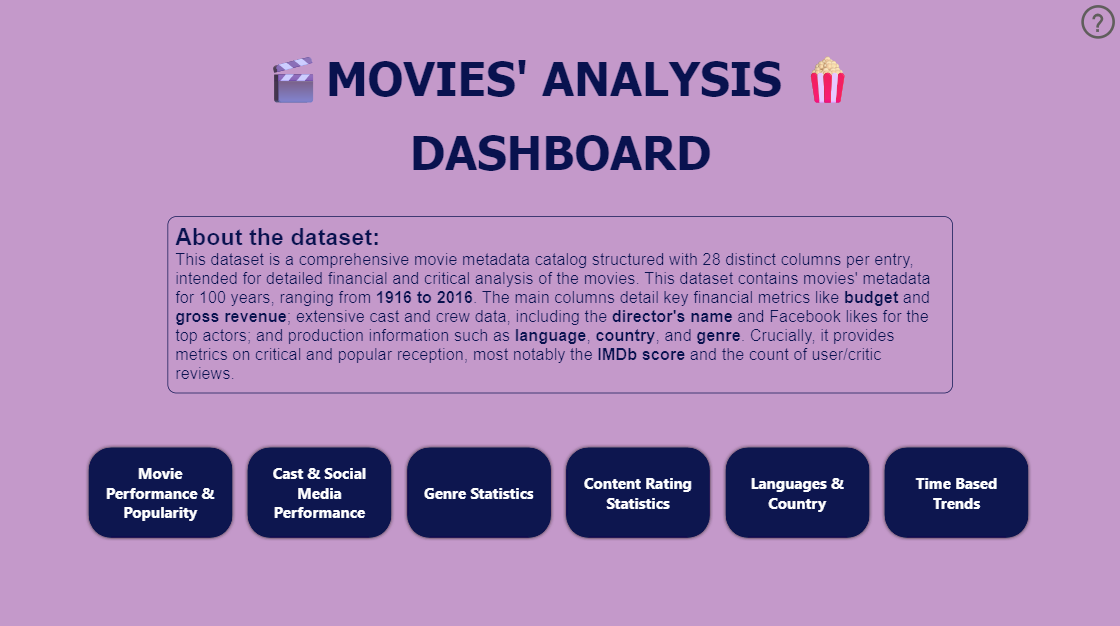 ?
MOVIES' ANALYSIS
DASHBOARD
About the dataset:
This dataset is a comprehensive movie metadata catalog structured with 28 distinct columns per entry,
intended for detailed financial and critical analysis of the movies. This dataset contains movies' metadata
for 100 years, ranging from 1916 to 2016. The main columns detail key financial metrics like budget and
gross revenue; extensive cast and crew data, including the director's name and Facebook likes for the
top actors; and production information such as language, country, and genre. Crucially, it provides
metrics on critical and popular reception, most notably the IMDb score and the count of user/critic
reviews.
Movie
Performance &
Popularity
Cast & Social
Media
Performance
Genre Statistics
Content Rating
Statistics
Languages &
Country
Time Based
Trends